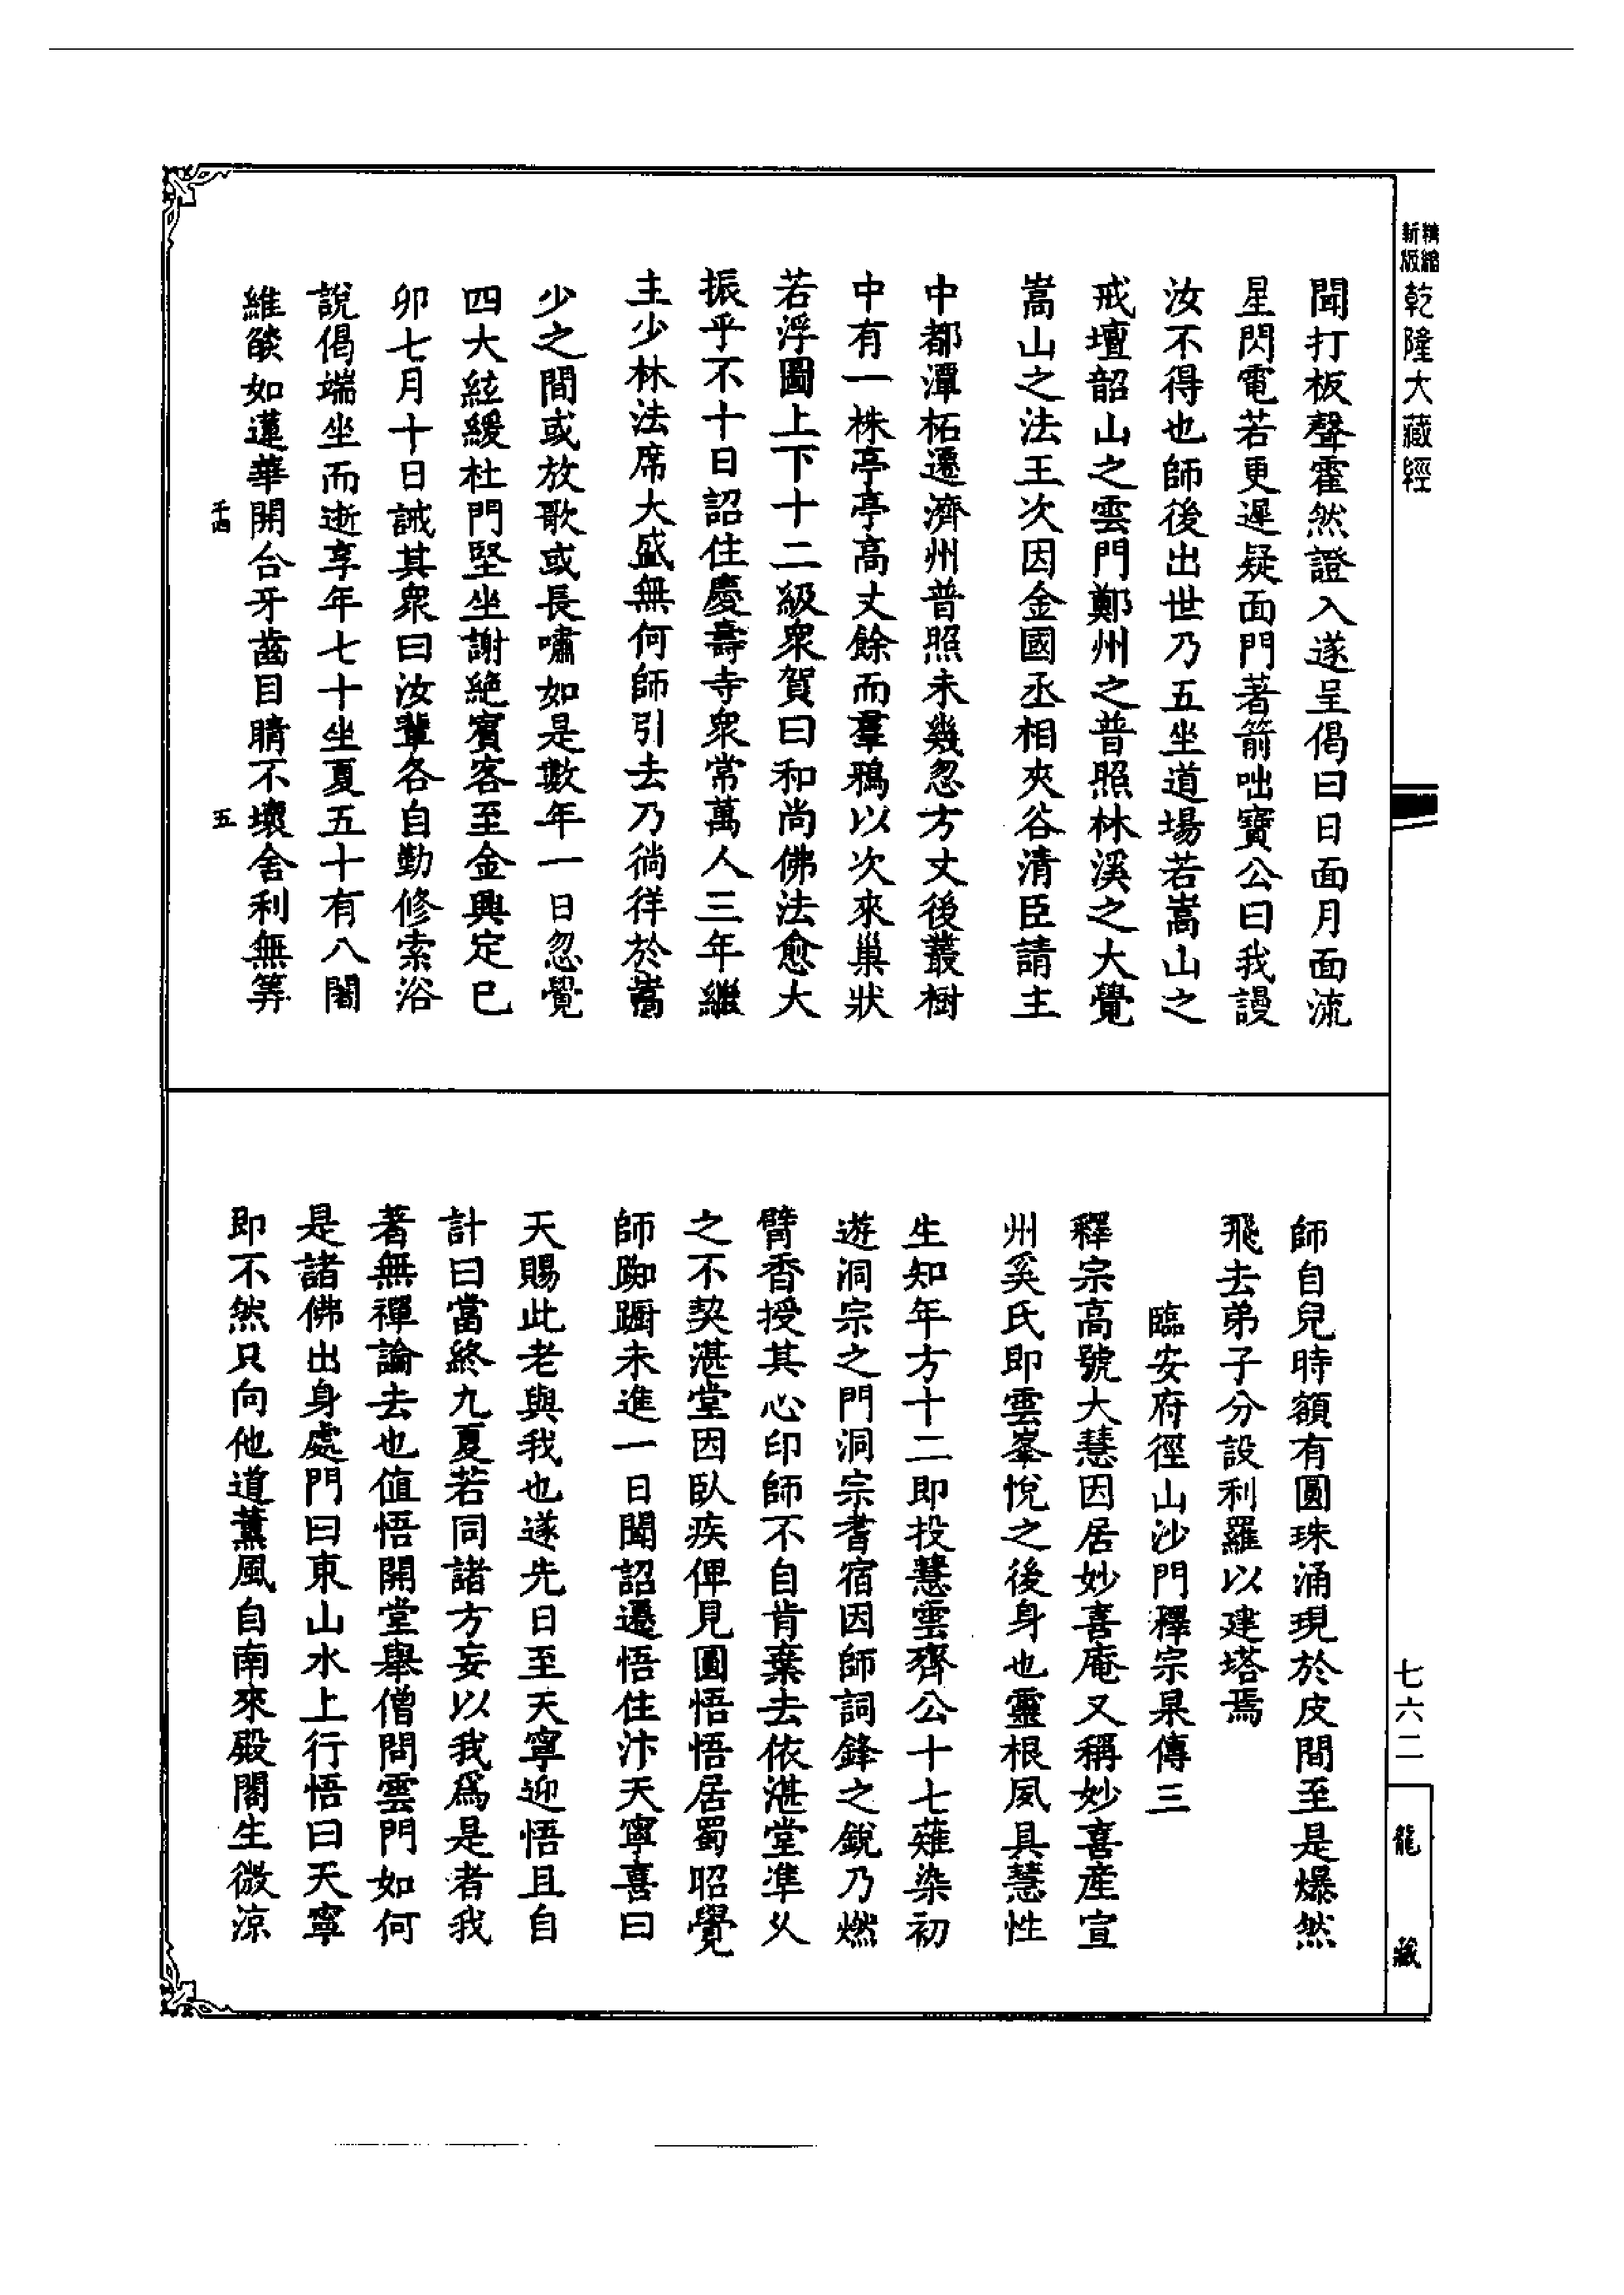 精縮新版乾隆大藏經
聞打板聲霍然證入遂呈偈曰日面月面流
星閃電若更遲疑面門著箭咄寶公曰我謾
汝不得也師後出世乃五坐道場若嵩山之
戒壇韶山之雲門鄭州之普照林溪之大覺
嵩山之法王次因金國丞相夾谷清臣請主
中都潭柘遷濟州普照未幾忽方丈後叢樹
中有一株亭亭高丈餘而羣鴉以次來巢狀
若浮圖上下十二級衆賀曰和尚佛法愈大
振乎不十日詔住慶壽寺衆常萬人三年繼
主少林法席大盛無何師引去乃徜徉於嵩
少之間或放歌或長嘯如是數年一日忽覺
四大絃緩杜門堅坐謝絶賓客至金興定已
卯七月十日誡其衆曰汝輩各自勤修索浴
說偈端坐而逝享年七十坐夏五十有八闍
維燄如蓮華開合牙齒目睛不壞舍利無筭
千四 五
師自兒時額有圓珠涌現於皮間至是爆然
飛去弟子分設利羅以建塔焉
臨安府徑山沙門釋宗杲傳三
釋宗高號大慧因居妙喜庵又稱妙喜產宣
州奚氏即雲峯悅之後身也靈根夙具慧性
生知年方十二即投慧雲齊公十七薙染初
遊洞宗之門洞宗耆宿因師詞鋒之銳乃燃
臂香授其心印師不自肯棄去依湛堂準乆
之不契湛堂因臥疾俾見圓悟悟居蜀昭覺
師踟躕未進一日聞詔遷悟住汴天寧喜曰
天賜此老與我也遂先日至天寧迎悟且自
計曰當終九夏若同諸方妄以我爲是者我
著無禪論去也值悟開堂舉僧問雲門如何
是諸佛出身處門曰東山水上行悟曰天寧
即不然只向他道薰風自南來殿閣生微涼
七六二
龍藏